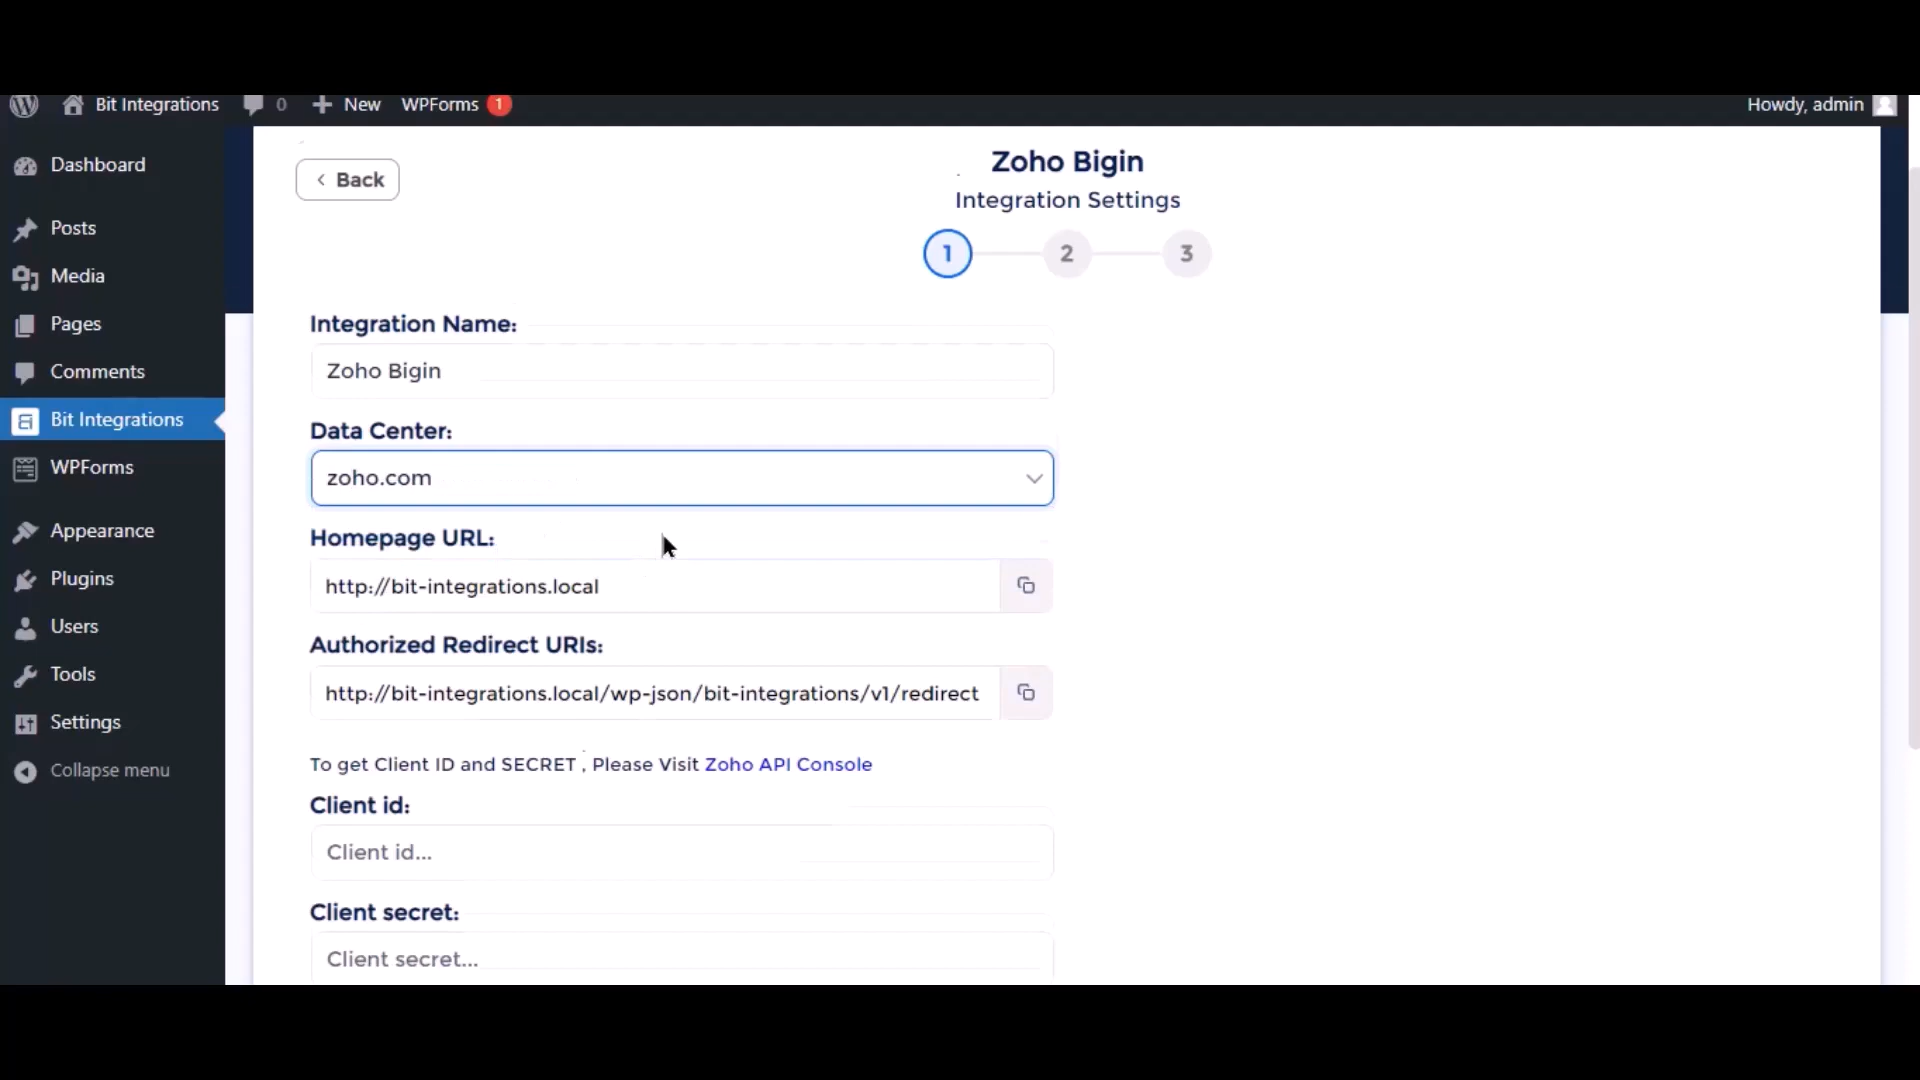 Bit Integrations 0 New WPForms 1 Howdy, admin
Dashboard
Posts
Media
Pages
Comments
Bit Integrations
WPForms
Appearance
Plugins
Users
Tools
Settings
Collapse menu
Back
Zoho Bigin
Integration Settings
1 2 3
Integration Name:
Zoho Bigin
Data Center:
zoho.com
Homepage URL:
http://bit-integrations.local
Authorized Redirect URIs:
http://bit-integrations.local/wp-json/bit-integrations/v1/redirect
To get Client ID and SECRET , Please Visit Zoho API Console
Client id:
Client id...
Client secret:
Client secret...